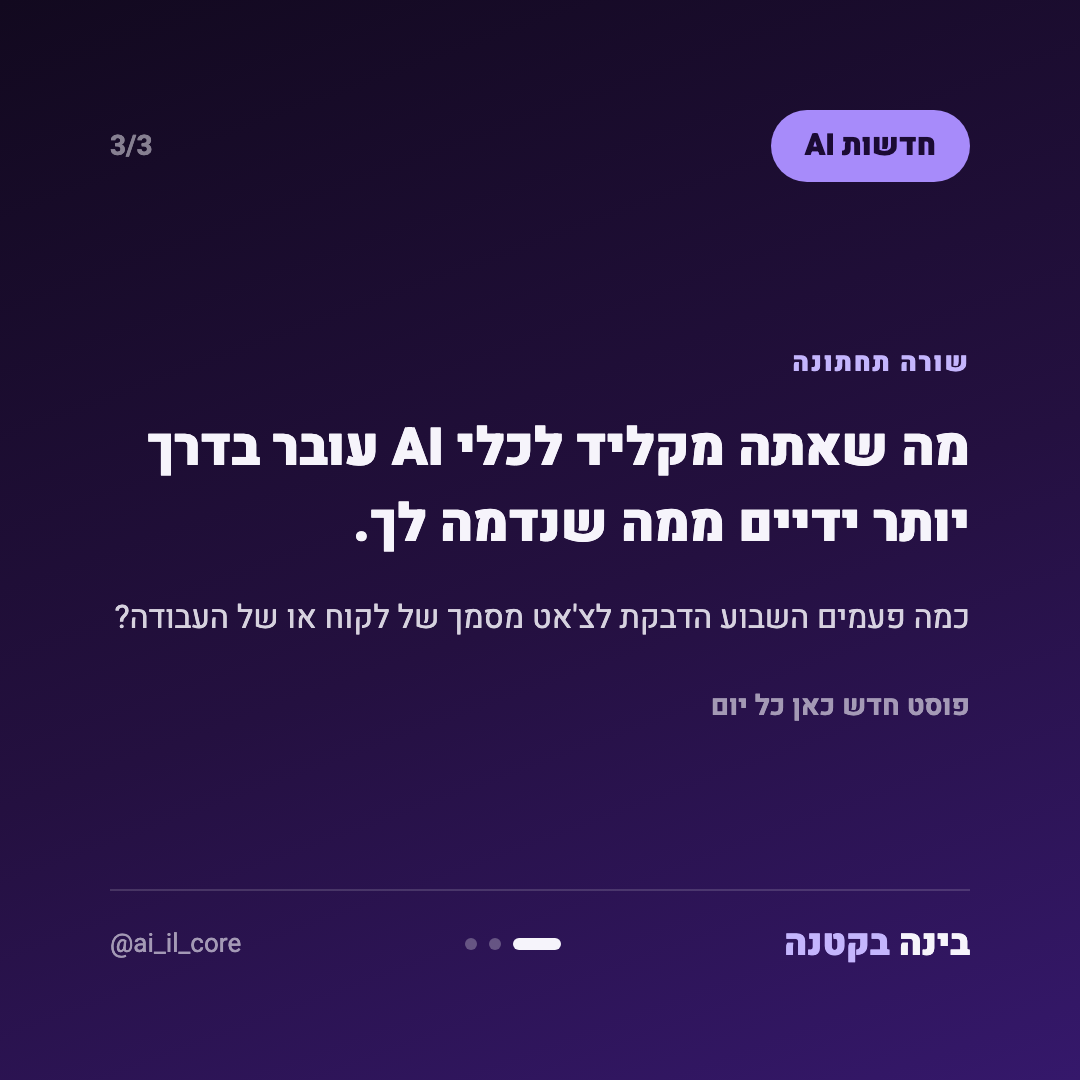 חדשות AI
3/3
שורה תחתונה
מה שאתה מקליד לכלי AI עובר בדרך
יותר ידיים ממה שנדמה לך.
כמה פעמים השבוע הדבקת לצ'אט מסמך של לקוח או של העבודה?
פוסט חדש כאן כל יום
בינה בקטנה
@ai_il_core